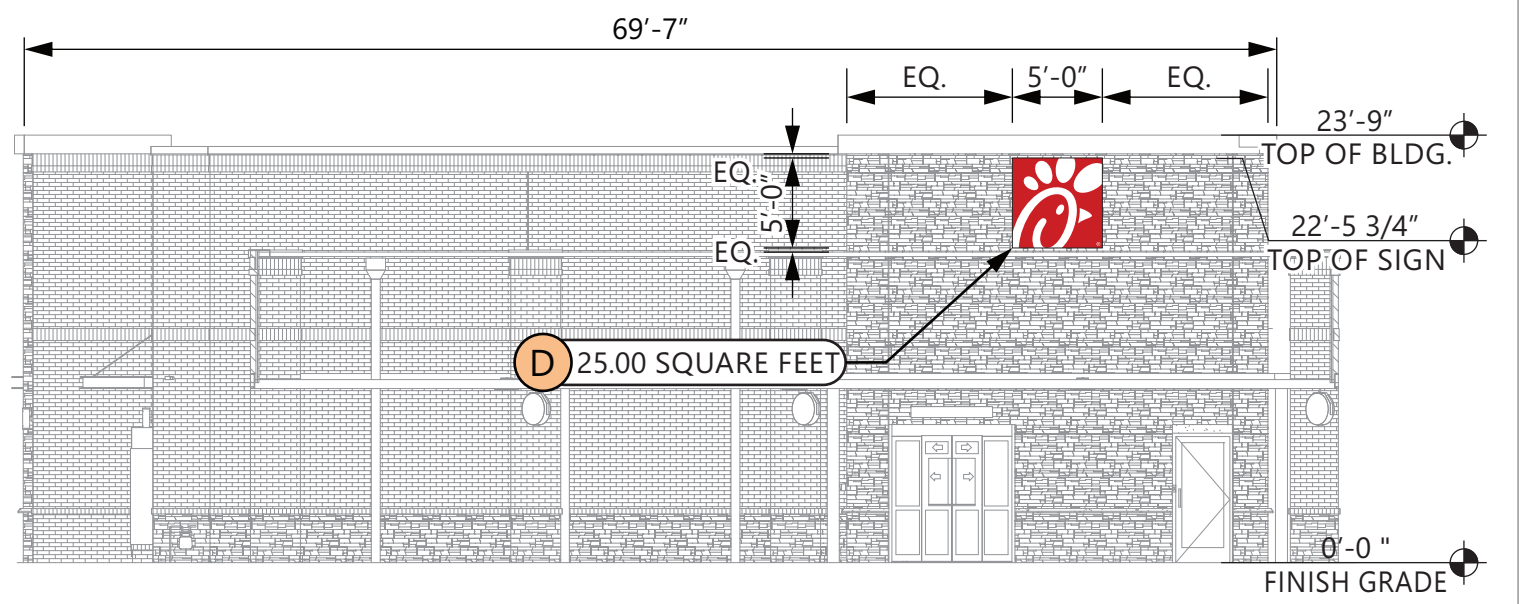 69'-7"
EQ.
5'-0"
EQ.
23'-9"
TOP OF BLDG.
EQ.
5'-0"
EQ.
22'-5 3/4"
TOP OF SIGN
D 25.00 SQUARE FEET
0'-0 "
FINISH GRADE